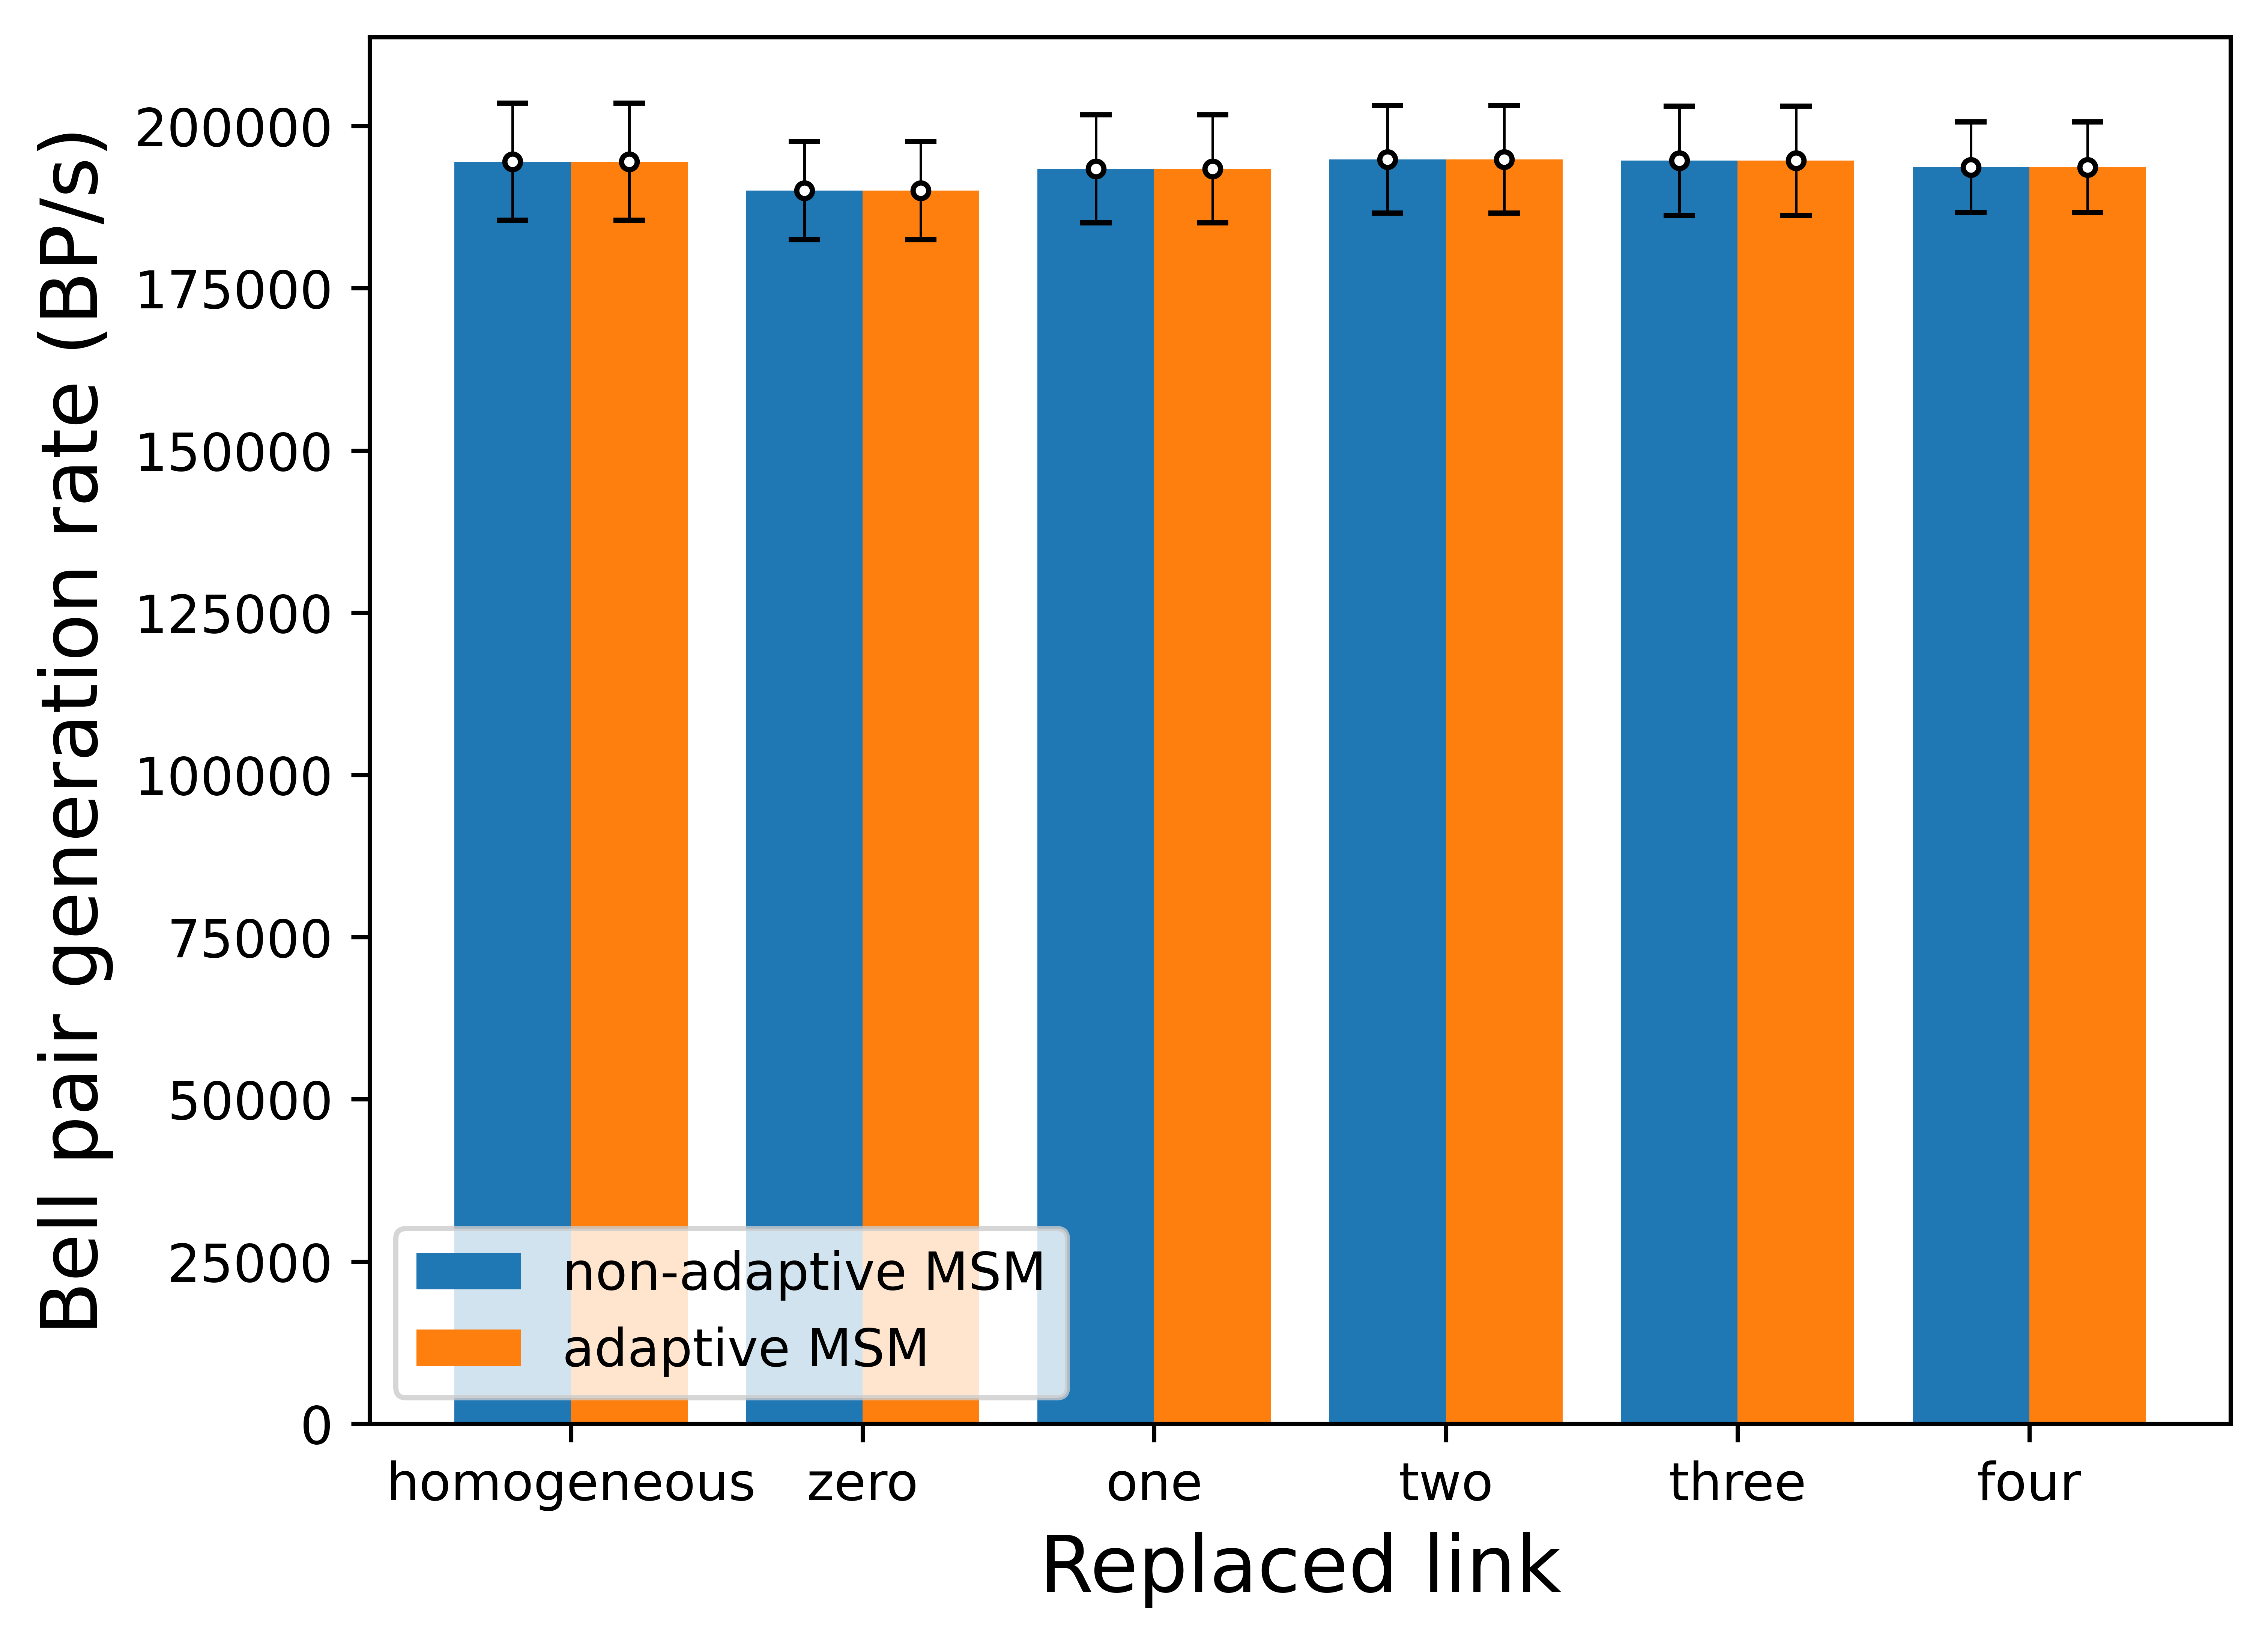 Bell pair generation rate (BP/s)
200000
175000
150000
125000
100000
75000
50000
25000
0
non-adaptive MSM
adaptive MSM
homogeneous zero one two three four
Replaced link